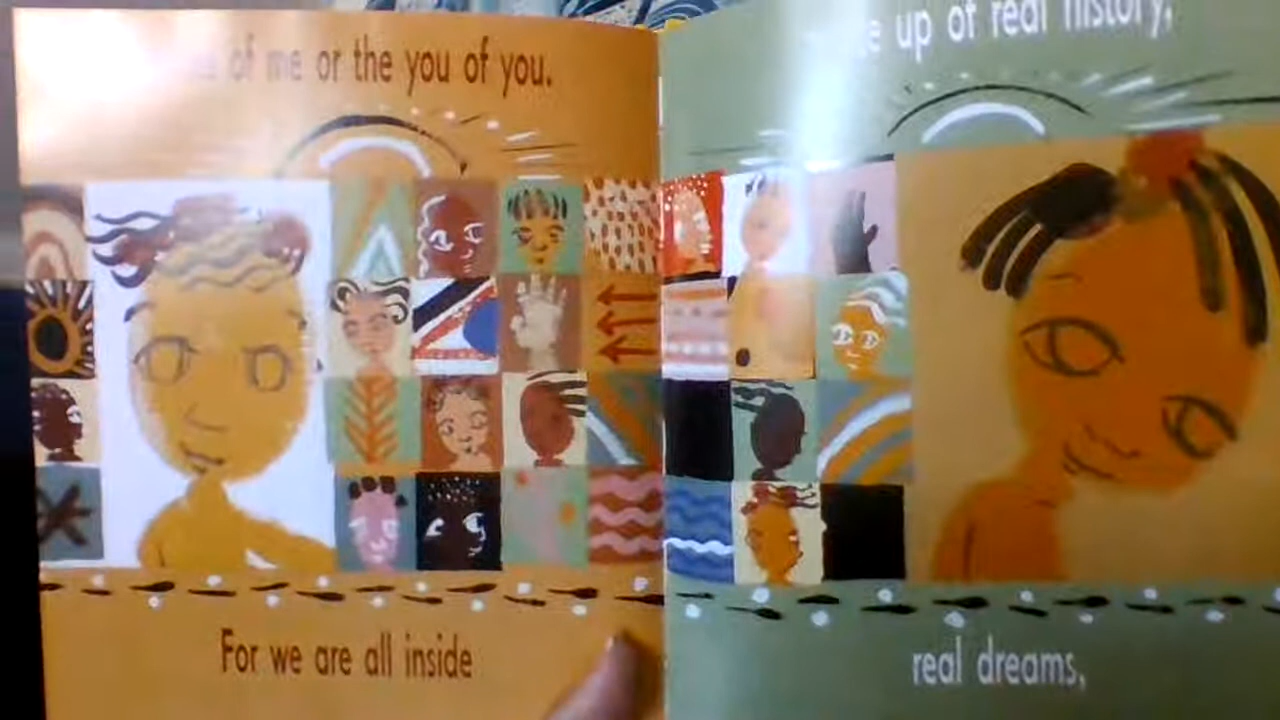 of me or the you of you.
For we are all inside
up of real history,
real dreams,